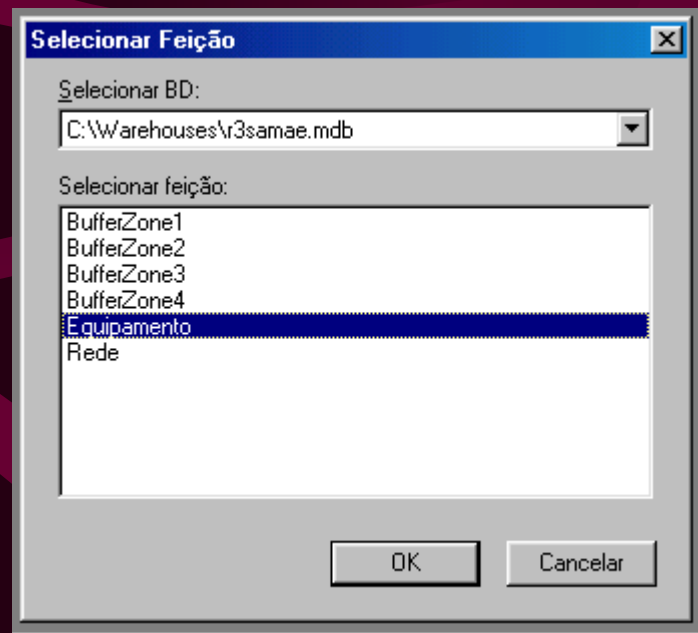 Selecionar Feição
Selecionar BD:
C:\Warehouses\r3samae.mdb
Selecionar feição:
BufferZone1
BufferZone2
BufferZone3
BufferZone4
Equipamento
Rede
OK Cancelar